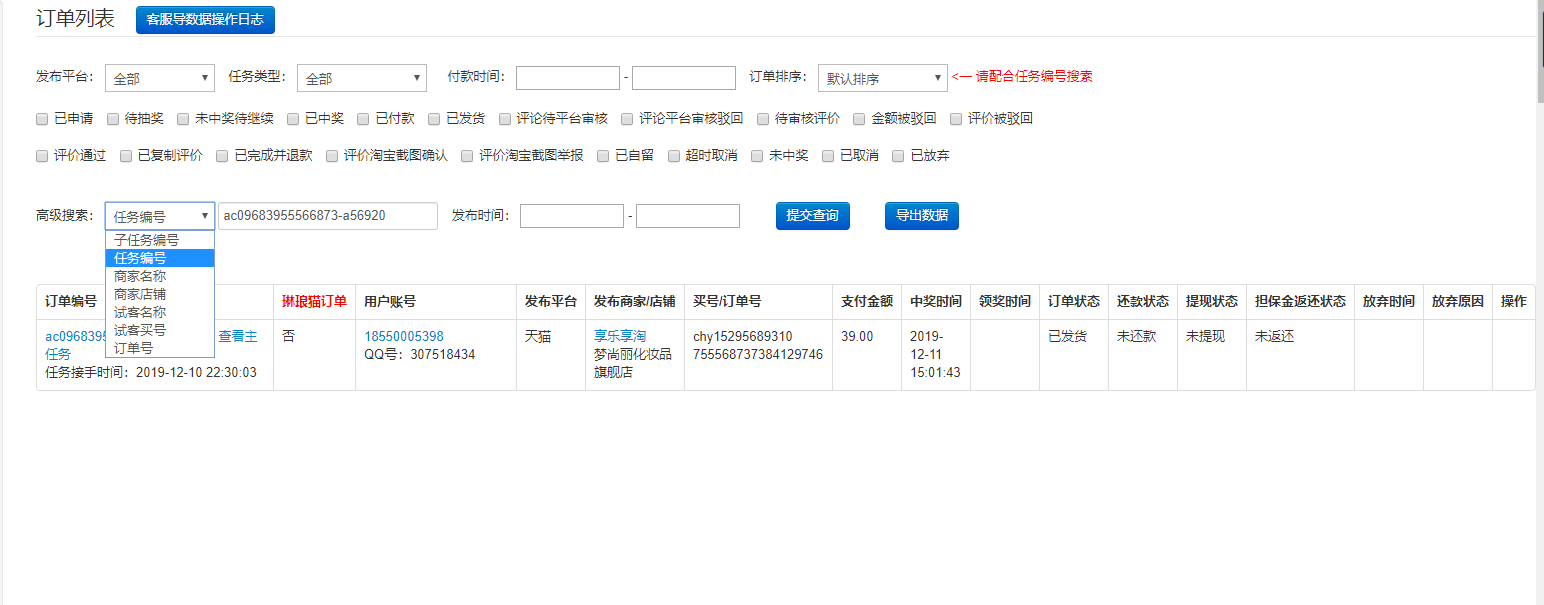 订单列表 客服导数据操作日志
发布平台： 全部 任务类型： 全部 付款时间： - 订单排序： 默认排序 <一 请配合任务编号搜索
已申请 待抽奖 未中奖待继续 已中奖 已付款 已发货 评论待平台审核 评论平台审核驳回 待审核评价 金额被驳回 评价被驳回
评价通过 已复制评价 已完成并退款 评价淘宝截图确认 评价淘宝截图举报 已自留 超时取消 未中奖 已取消 已放弃
高级搜索： 任务编号 ac09683955566873-a56920 发布时间： - 提交查询 导出数据
子任务编号
任务编号
商家名称
商家店铺
试客名称
试客买号
订单号
订单编号 琳琅猫订单 用户账号 发布平台 发布商家/店铺 买号/订单号 支付金额 中奖时间 领奖时间 订单状态 还款状态 提现状态 担保金返还状态 放弃时间 放弃原因 操作
ac0968395 查看主 否 18550005398 天猫 享乐享淘 chy15295689310 39.00 2019- 已发货 未还款 未提现 未返还
任务 QQ号：307518434 梦尚丽化妆品 755568737384129746 12-11
任务接手时间：2019-12-10 22:30:03 旗舰店 15:01:43